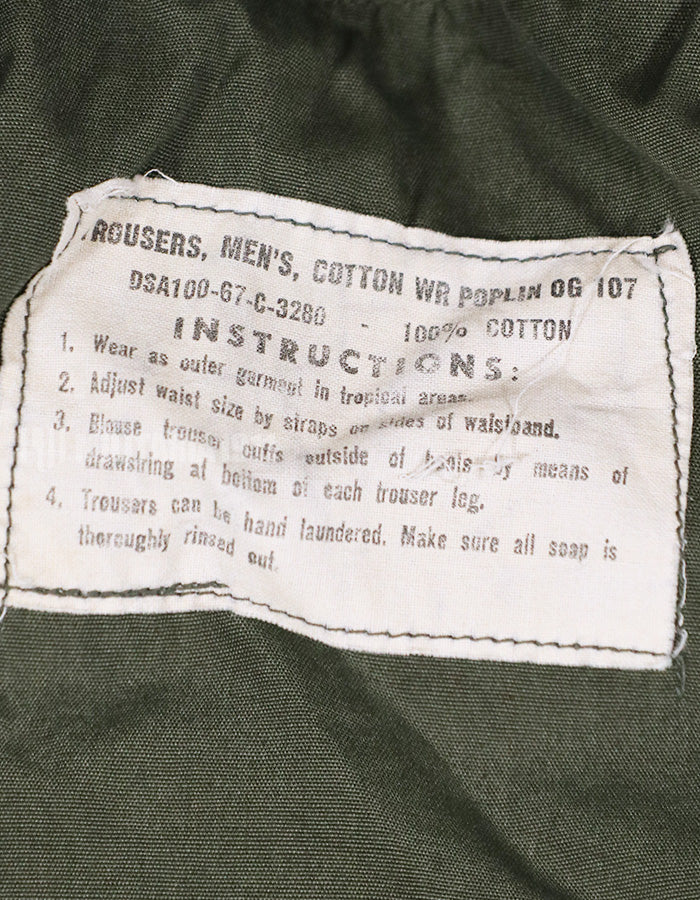 TROUSERS, MEN'S, COTTON WR POPLIN OG 107
DSA100-67-C-3280 - 100% COTTON
INSTRUCTIONS:
1. Wear as outer garment in tropical areas.
2. Adjust waist size by straps on sides of waistband.
3. Blouse trouser cuffs outside of boots by means of
drawstring at bottom of each trouser leg.
4. Trousers can be hand laundered. Make sure all soap is
thoroughly rinsed out.